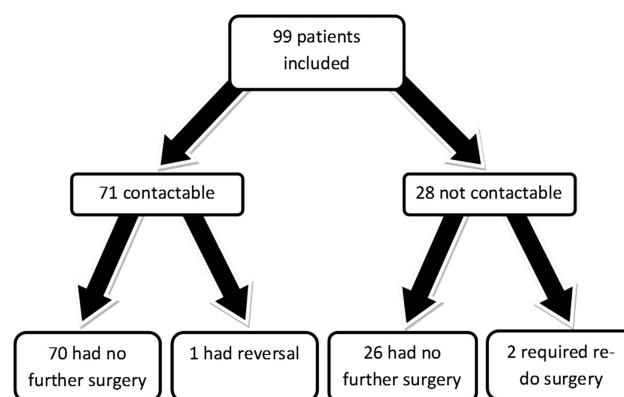 99 patients
included
71 contactable
28 not contactable
70 had no
further surgery
1 had reversal
26 had no
further surgery
2 required re-
do surgery